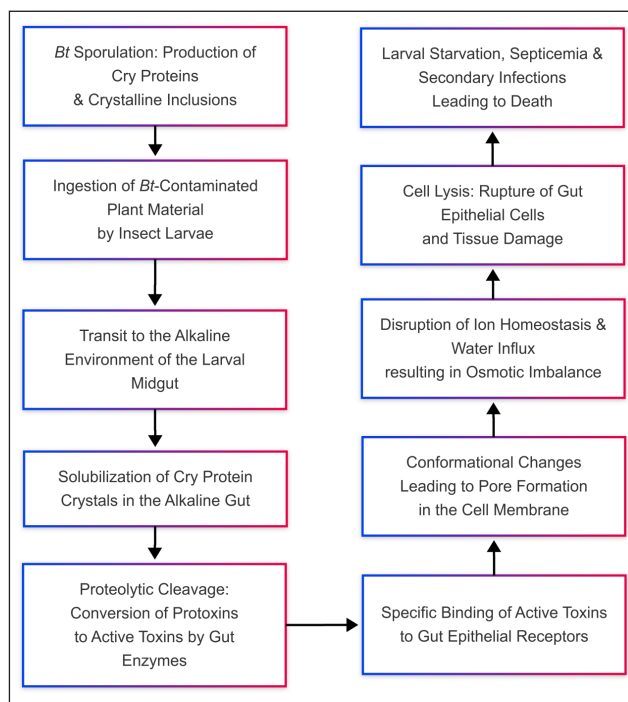 Bt Sporulation: Production of
Cry Proteins
& Crystalline Inclusions
Ingestion of Bt-Contaminated
Plant Material
by Insect Larvae
Transit to the Alkaline
Environment of the Larval
Midgut
Solubilization of Cry Protein
Crystals in the Alkaline Gut
Proteolytic Cleavage:
Conversion of Protoxins
to Active Toxins by Gut
Enzymes
Specific Binding of Active Toxins
to Gut Epithelial Receptors
Conformational Changes
Leading to Pore Formation
in the Cell Membrane
Disruption of Ion Homeostasis &
Water Influx
resulting in Osmotic Imbalance
Cell Lysis: Rupture of Gut
Epithelial Cells
and Tissue Damage
Larval Starvation, Septicemia &
Secondary Infections
Leading to Death